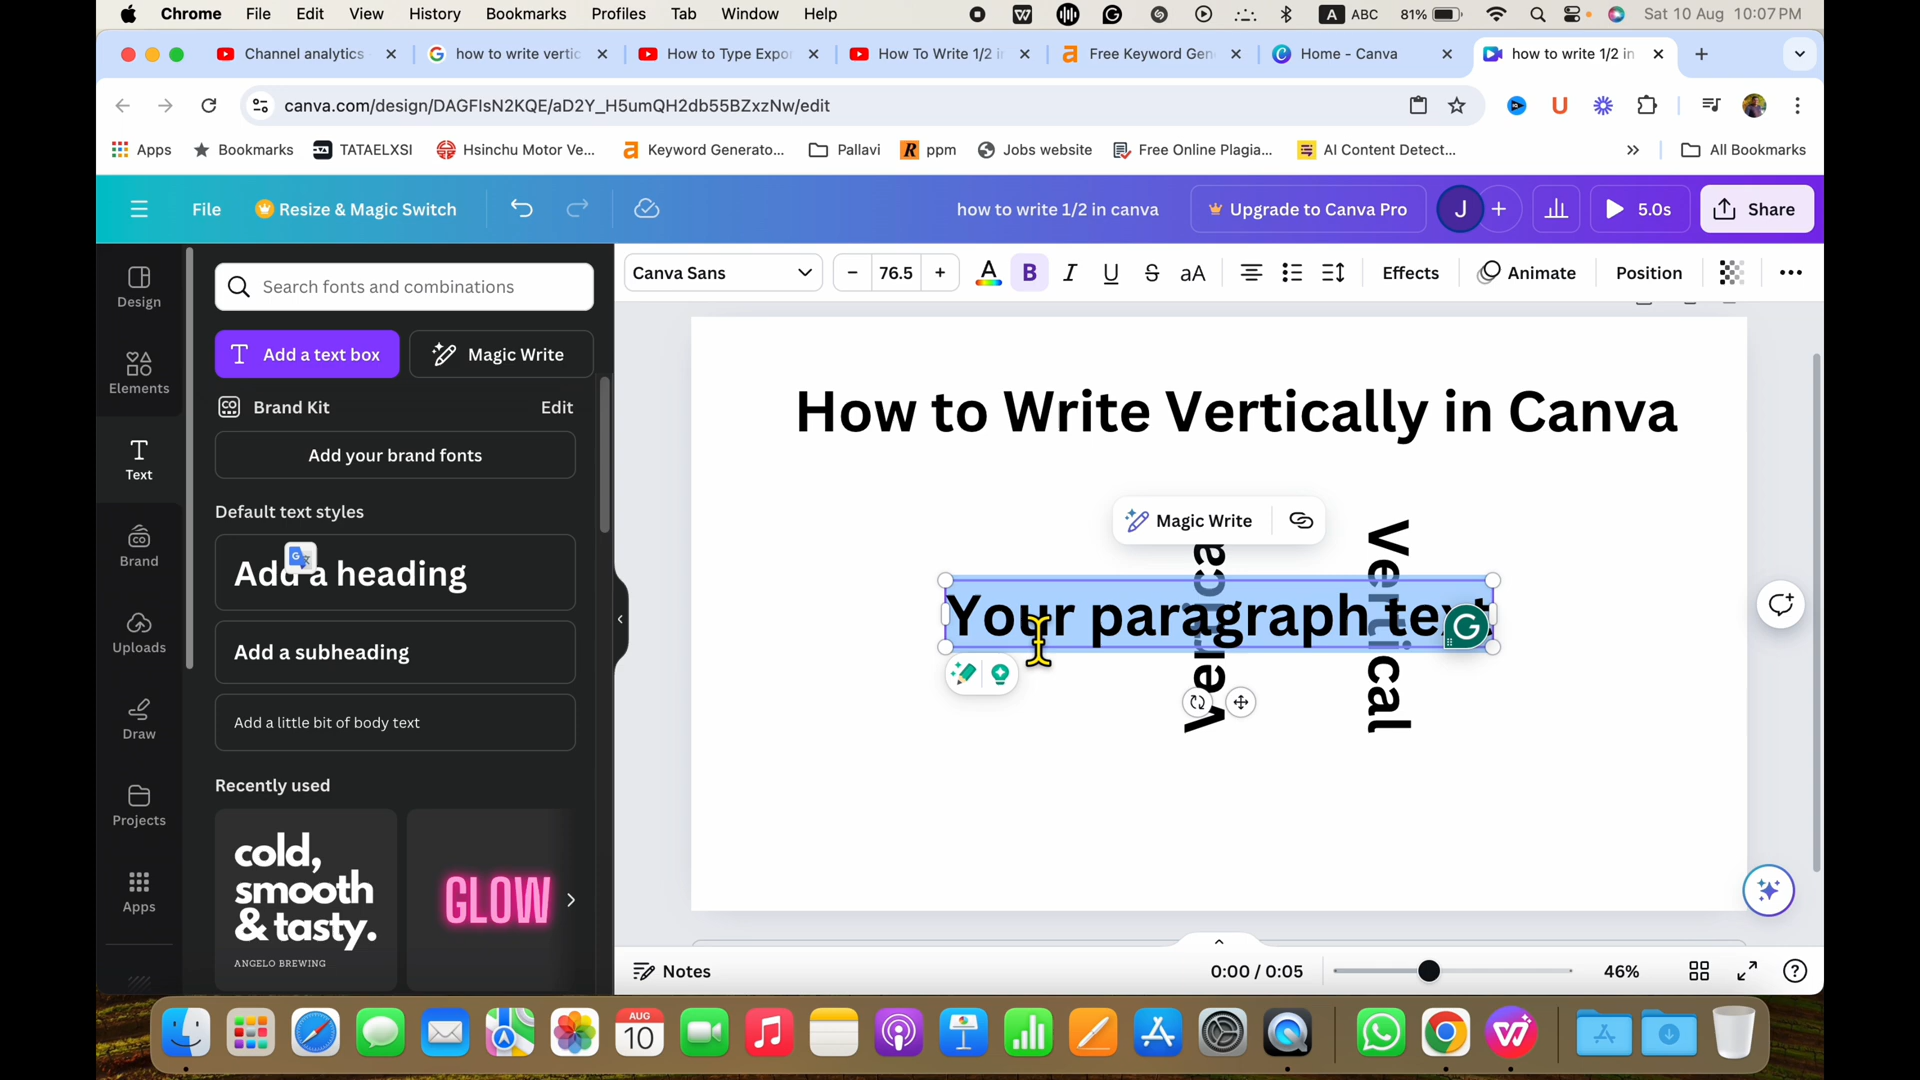 Chrome File Edit View History Bookmarks Profiles Tab Window Help A ABC 81% Sat 10 Aug 10:07 PM
Channel analytics how to write vertic How to Type Expor How To Write 1/2 in Free Keyword Gen Home - Canva how to write 1/2 in
canva.com/design/DAGFIsN2KQE/aD2Y_H5umQH2db55BZxzNw/edit
Apps Bookmarks TATAELXSI Hsinchu Motor Ve... Keyword Generato... Pallavi ppm Jobs website Free Online Plagia... AI Content Detect... » All Bookmarks
File Resize & Magic Switch how to write 1/2 in canva Upgrade to Canva Pro J + 5.0s Share
Canva Sans – 76.5 + A B I U S aA Effects Animate Position
Design
Elements
Text
Brand
Uploads
Draw
Projects
Apps
Search fonts and combinations
Add a text box Magic Write
Brand Kit Edit
Add your brand fonts
Default text styles
Add a heading
Add a subheading
Add a little bit of body text
Recently used
cold,
smooth
& tasty.
ANGELO BREWING
GLOW
How to Write Vertically in Canva
Magic Write
Your paragraph text
Vertical
Vertical
Notes 0:00 / 0:05 46%
AUG
10